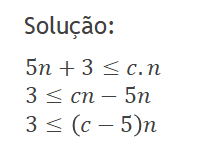 Solução:
5n + 3 ≤ c.n
3 ≤ cn − 5n
3 ≤ (c − 5)n